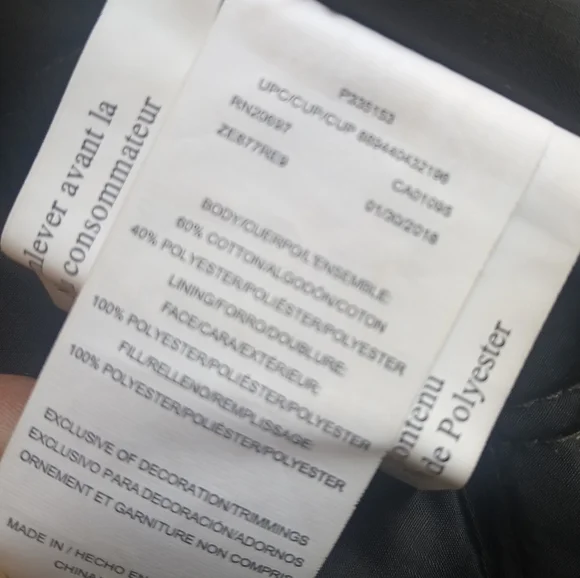 P335153
UPC/CUP/CUP 889440432196
RN20697 CA01095
ZE677RE9 01/20/2016
BODY/CUERPO/L'ENSEMBLE:
60% COTTON/ALGODÓN/COTON
40% POLYESTER/POLIÉSTER/POLYESTER
LINING/FORRO/DOUBLURE:
FACE/CARA/EXTÉRIEUR:
100% POLYESTER/POLIÉSTER/POLYESTER
FILL/RELLENO/REMPLISSAGE:
100% POLYESTER/POLIÉSTER/POLYESTER
EXCLUSIVE OF DECORATION/TRIMMINGS
EXCLUSIVO PARA DECORACIÓN/ADORNOS
ORNEMENT ET GARNITURE NON COMPRIS
MADE IN / HECHO EN
CHINA
nlever avant la
consommateur
ontenu
de Polyester